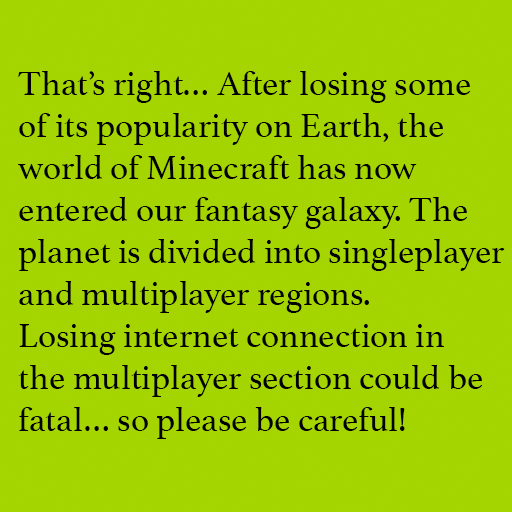 That’s right... After losing some
of its popularity on Earth, the
world of Minecraft has now
entered our fantasy galaxy. The
planet is divided into singleplayer
and multiplayer regions.
Losing internet connection in
the multiplayer section could be
fatal... so please be careful!